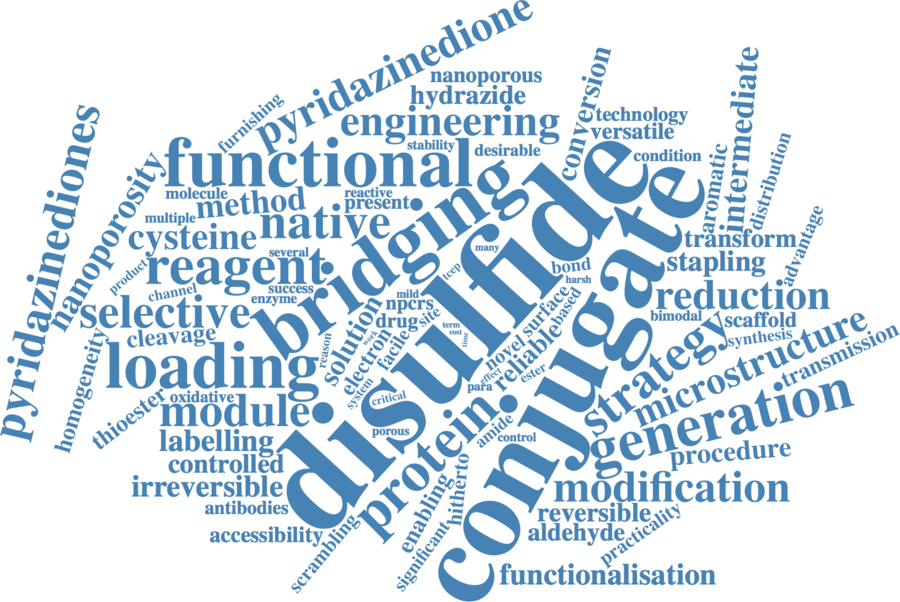 pyridazinedione
nanoporous
hydrazide
furnishing
engineering
conversion
technology
versatile
intermediate
pyridazinediones
nanoporosity
functional
stability
desirable
condition
aromatic
distribution
molecule
method
reactive
present
multiple
native
bridging
disulfide
conjugate
cysteine
several
many
transform
advantage
product
reagent
tcep
bond
stapling
channel
success
enzyme
mild
harsh
selective
npcrs
solution
drug
site
term
cost
time
surface
based
novel
reduction
bimodal
scaffold
synthesis
cleavage
homogeneity
reason
work
electron
facile
reliable
strategy
microstructure
transmission
loading
system
critical
para
effect
ester
thioester
oxidative
module
porous
protein
amide
control
generation
procedure
labelling
controlled
irreversible
antibodies
accessibility
scrambling
enabling
hitherto
significant
modification
reversible
aldehyde
practicality
functionalisation